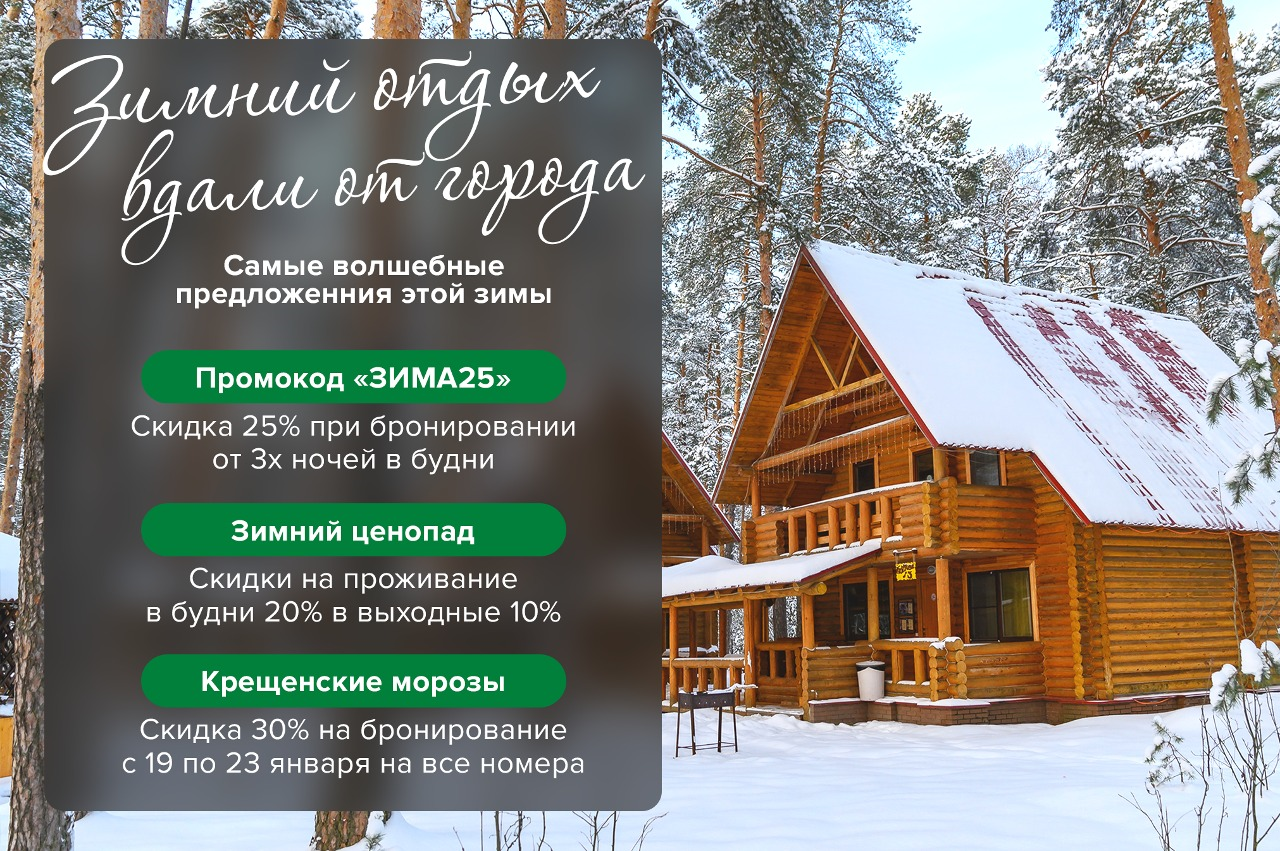 Зимний отдых
вдали от города
Самые волшебные
предложенния этой зимы
Промокод «ЗИМА25»
Скидка 25% при бронировании
от 3х ночей в будни
Зимний ценопад
Скидки на проживание
в будни 20% в выходные 10%
Крещенские морозы
Скидка 30% на бронирование
с 19 по 23 января на все номера